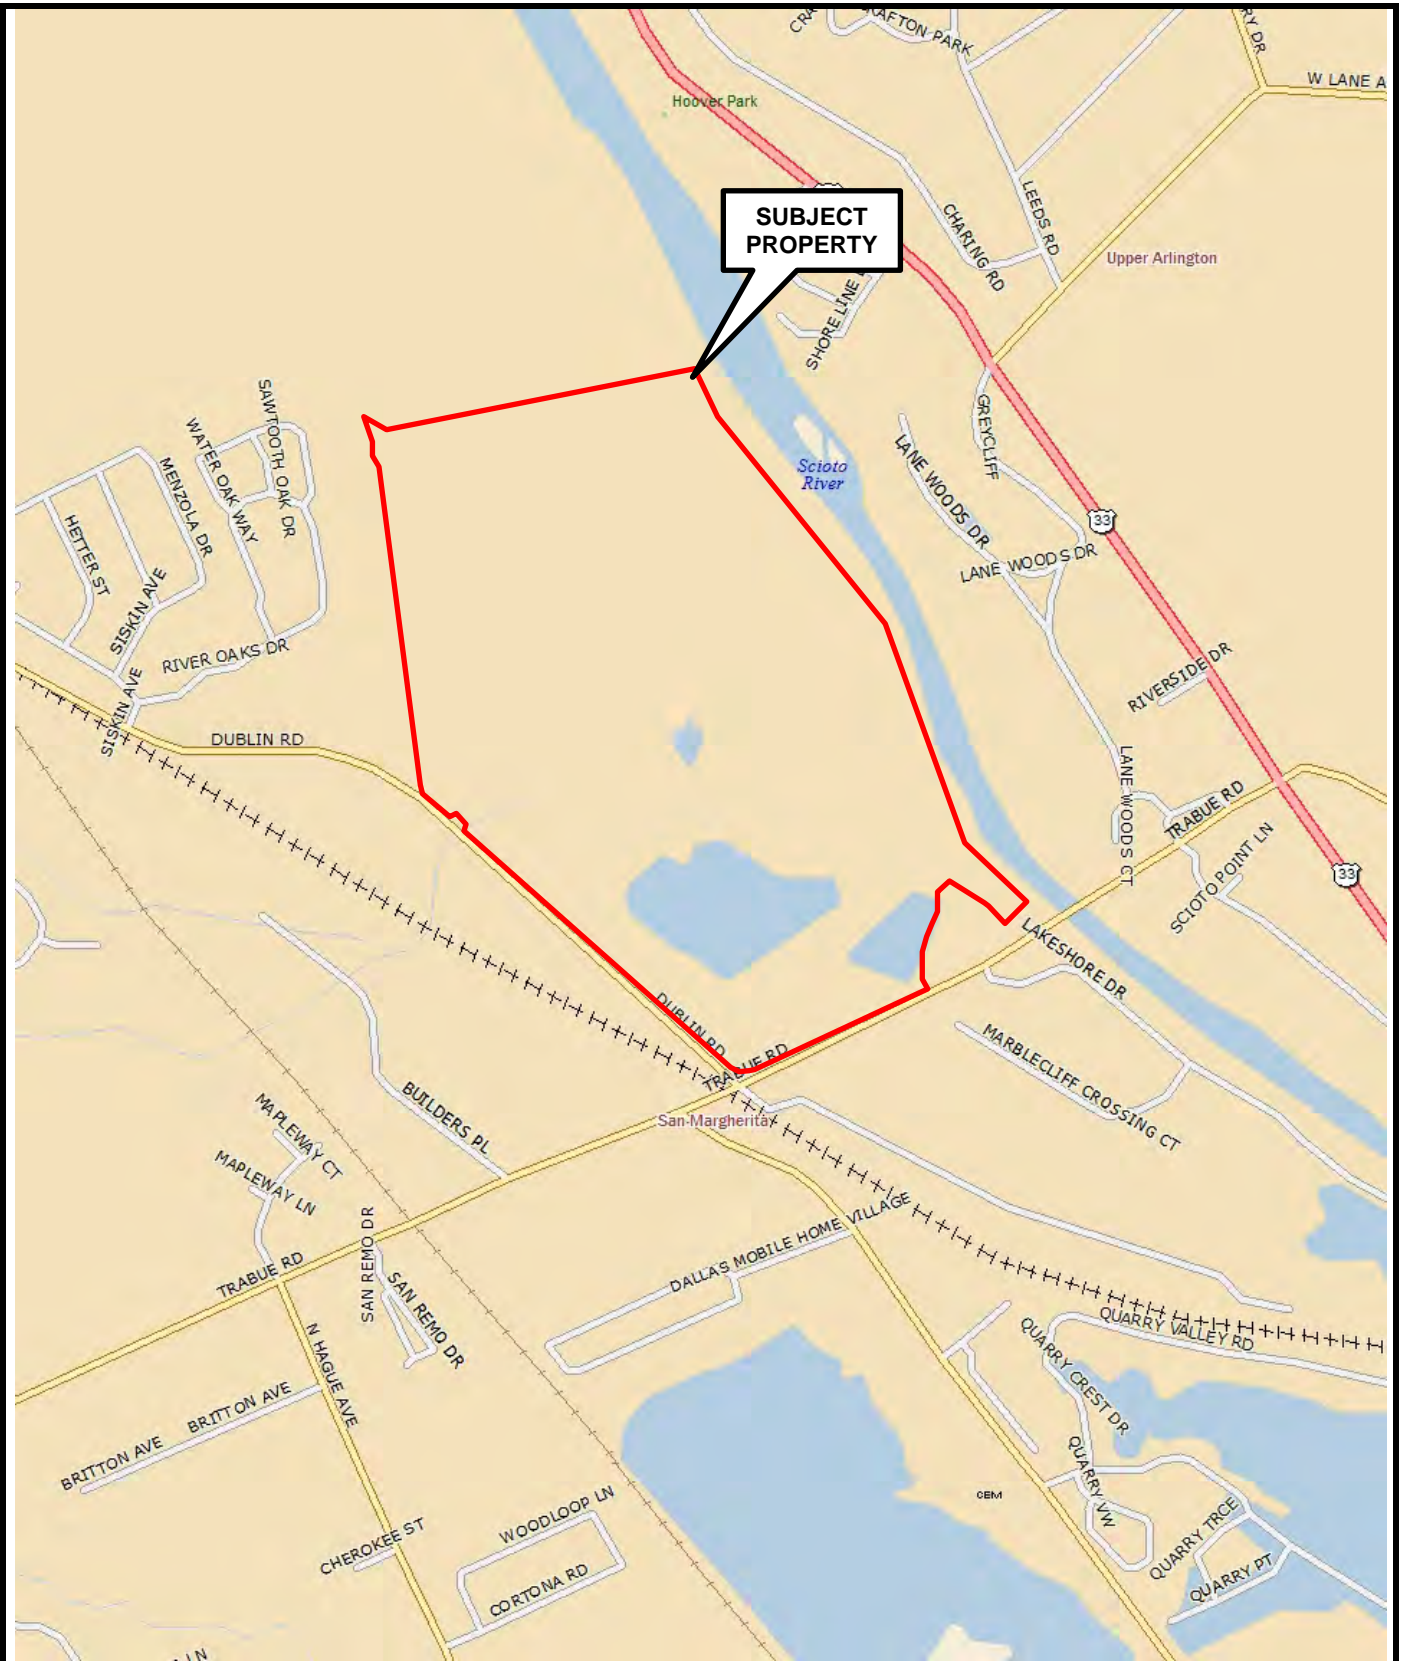 CRAFTON PARK
W LANE A
Hoover Park
SUBJECT
PROPERTY
LEEDS RD
CHARING RD
Upper Arlington
SHORE LINE
SAWTOOTH OAK DR
WATER OAK WAY
GREYCLIFF
MENZOLA DR
LANE WOODS DR
Scioto
River
33
HETTER ST
LANE WOODS DR
SISKIN AVE
RIVER OAKS DR
RIVERSIDE DR
SISKIN AVE
DUBLIN RD
LANE WOODS CT
TRABUE RD
SCIOTO POINT LN
33
LAKESHORE DR
DUBLIN RD
MARBLECLIFF CROSSING CT
TRABUE RD
San Margherita
BUILDERS PL
MAPLEWAY CT
MAPLEWAY LN
SAN REMO DR
DALLAS MOBILE HOME VILLAGE
TRABUE RD
SAN REMO DR
QUARRY VALLEY RD
N HAGUE AVE
QUARRY CREST DR
BRITTON AVE
BRITTON AVE
QUARRY VW
CEM
WOODLOOP LN
QUARRY TRCE
CHEROKEE ST
CORTONA RD
QUARRY PT
LN